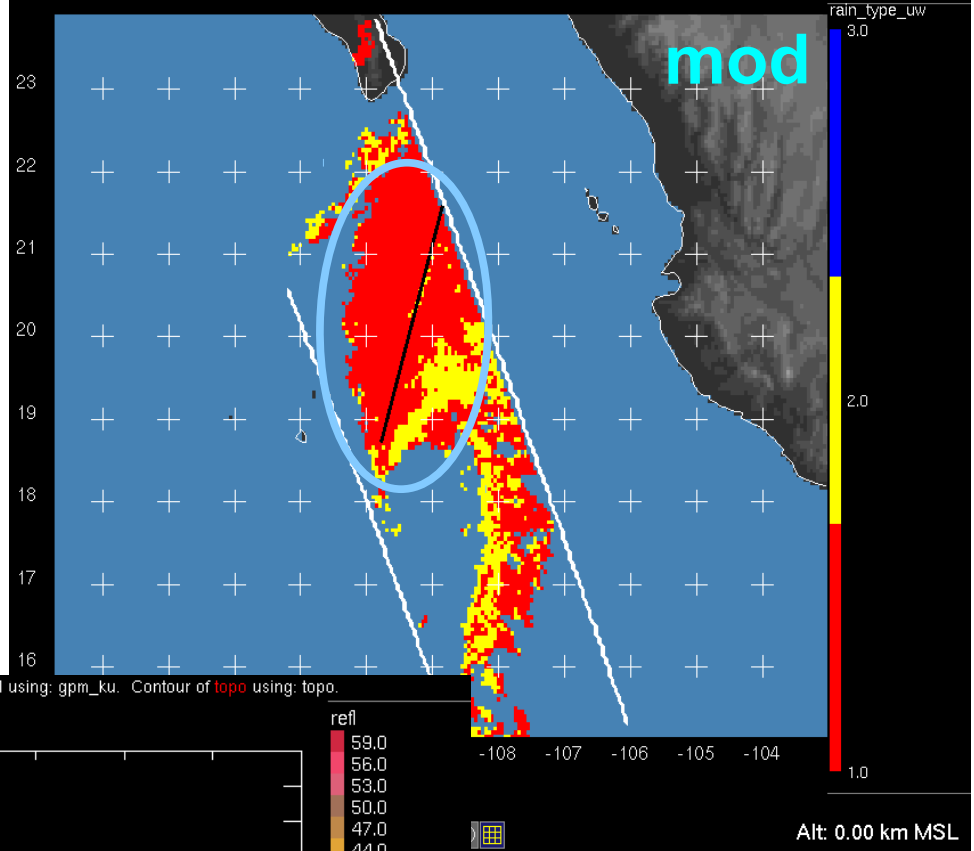 rain_type_uw
3.0
mod
23
22
21
20
2.0
19
18
17
16
l using: gpm_ku.  Contour of topo using: topo.
refl
59.0
-108 -107 -106 -105 -104
1.0
56.0
53.0
50.0
47.0
Alt: 0.00 km MSL
44.0